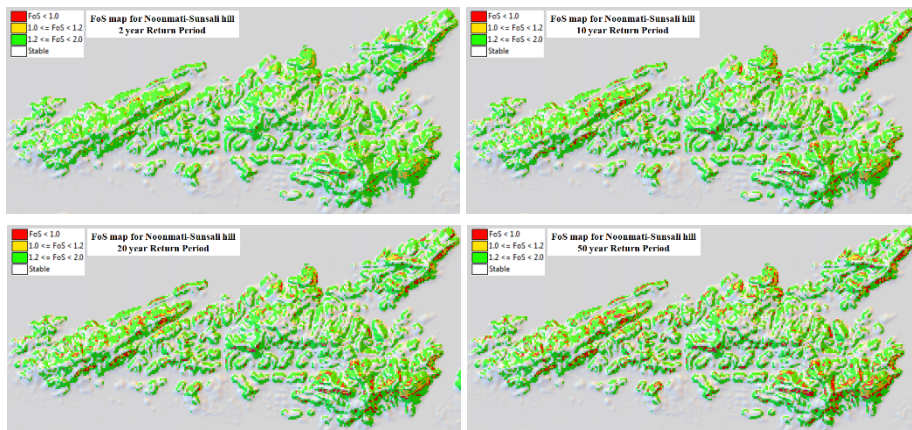 FoS < 1.0
1.0 <= FoS < 1.2
1.2 <= FoS < 2.0
Stable
FoS map for Noonmati-Sunsali hill
2 year Return Period
FoS < 1.0
1.0 <= FoS < 1.2
1.2 <= FoS < 2.0
Stable
FoS map for Noonmati-Sunsali hill
10 year Return Period
FoS < 1.0
1.0 <= FoS < 1.2
1.2 <= FoS < 2.0
Stable
FoS map for Noonmati-Sunsali hill
20 year Return Period
FoS < 1.0
1.0 <= FoS < 1.2
1.2 <= FoS < 2.0
Stable
FoS map for Noonmati-Sunsali hill
50 year Return Period